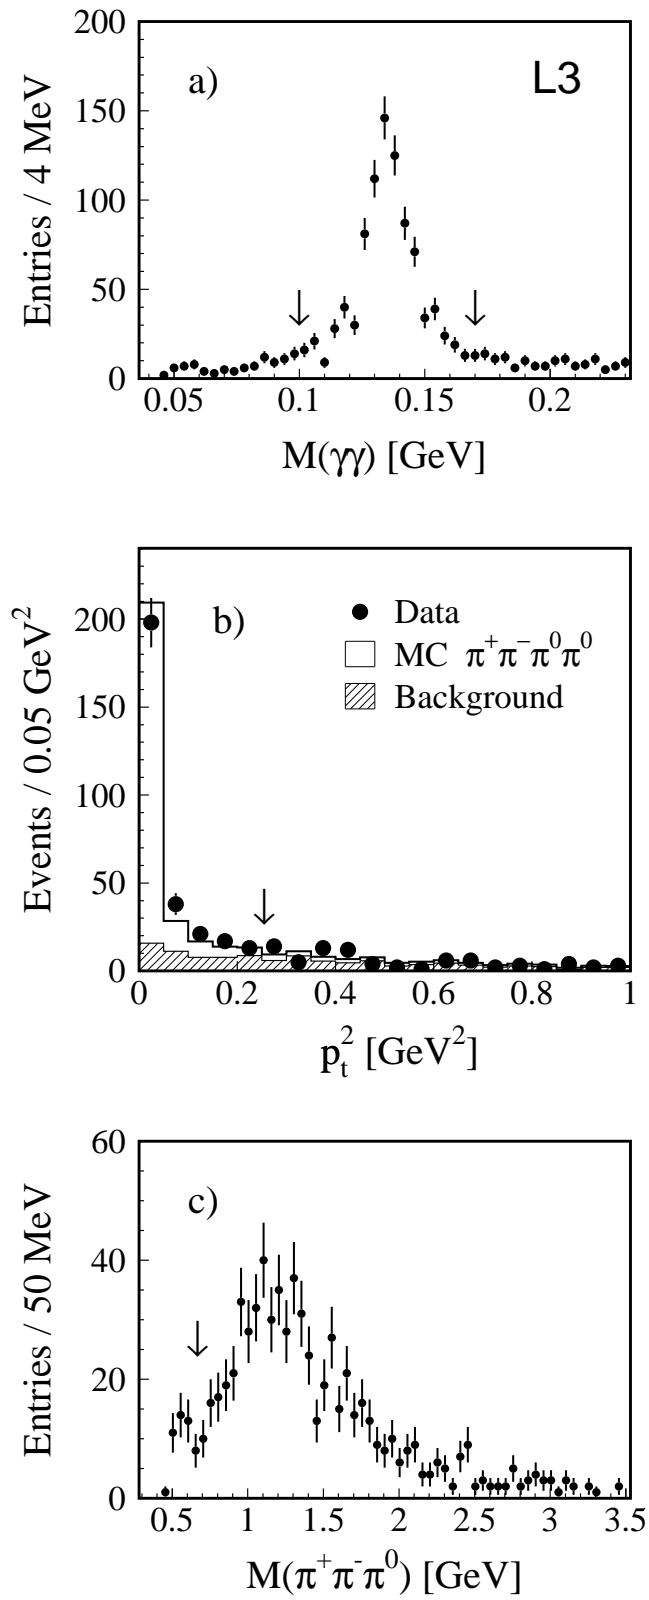 200
150
100
50
0
Entries / 4 MeV
a)
L3
0.05 0.1 0.15 0.2
M(γγ) [GeV]
200
150
100
50
0
Events / 0.05 GeV²
b)
Data
MC π⁺π⁻π⁰π⁰
Background
0 0.2 0.4 0.6 0.8 1
pₜ² [GeV²]
60
40
20
0
Entries / 50 MeV
c)
0.5 1 1.5 2 2.5 3 3.5
M(π⁺π⁻π⁰) [GeV]